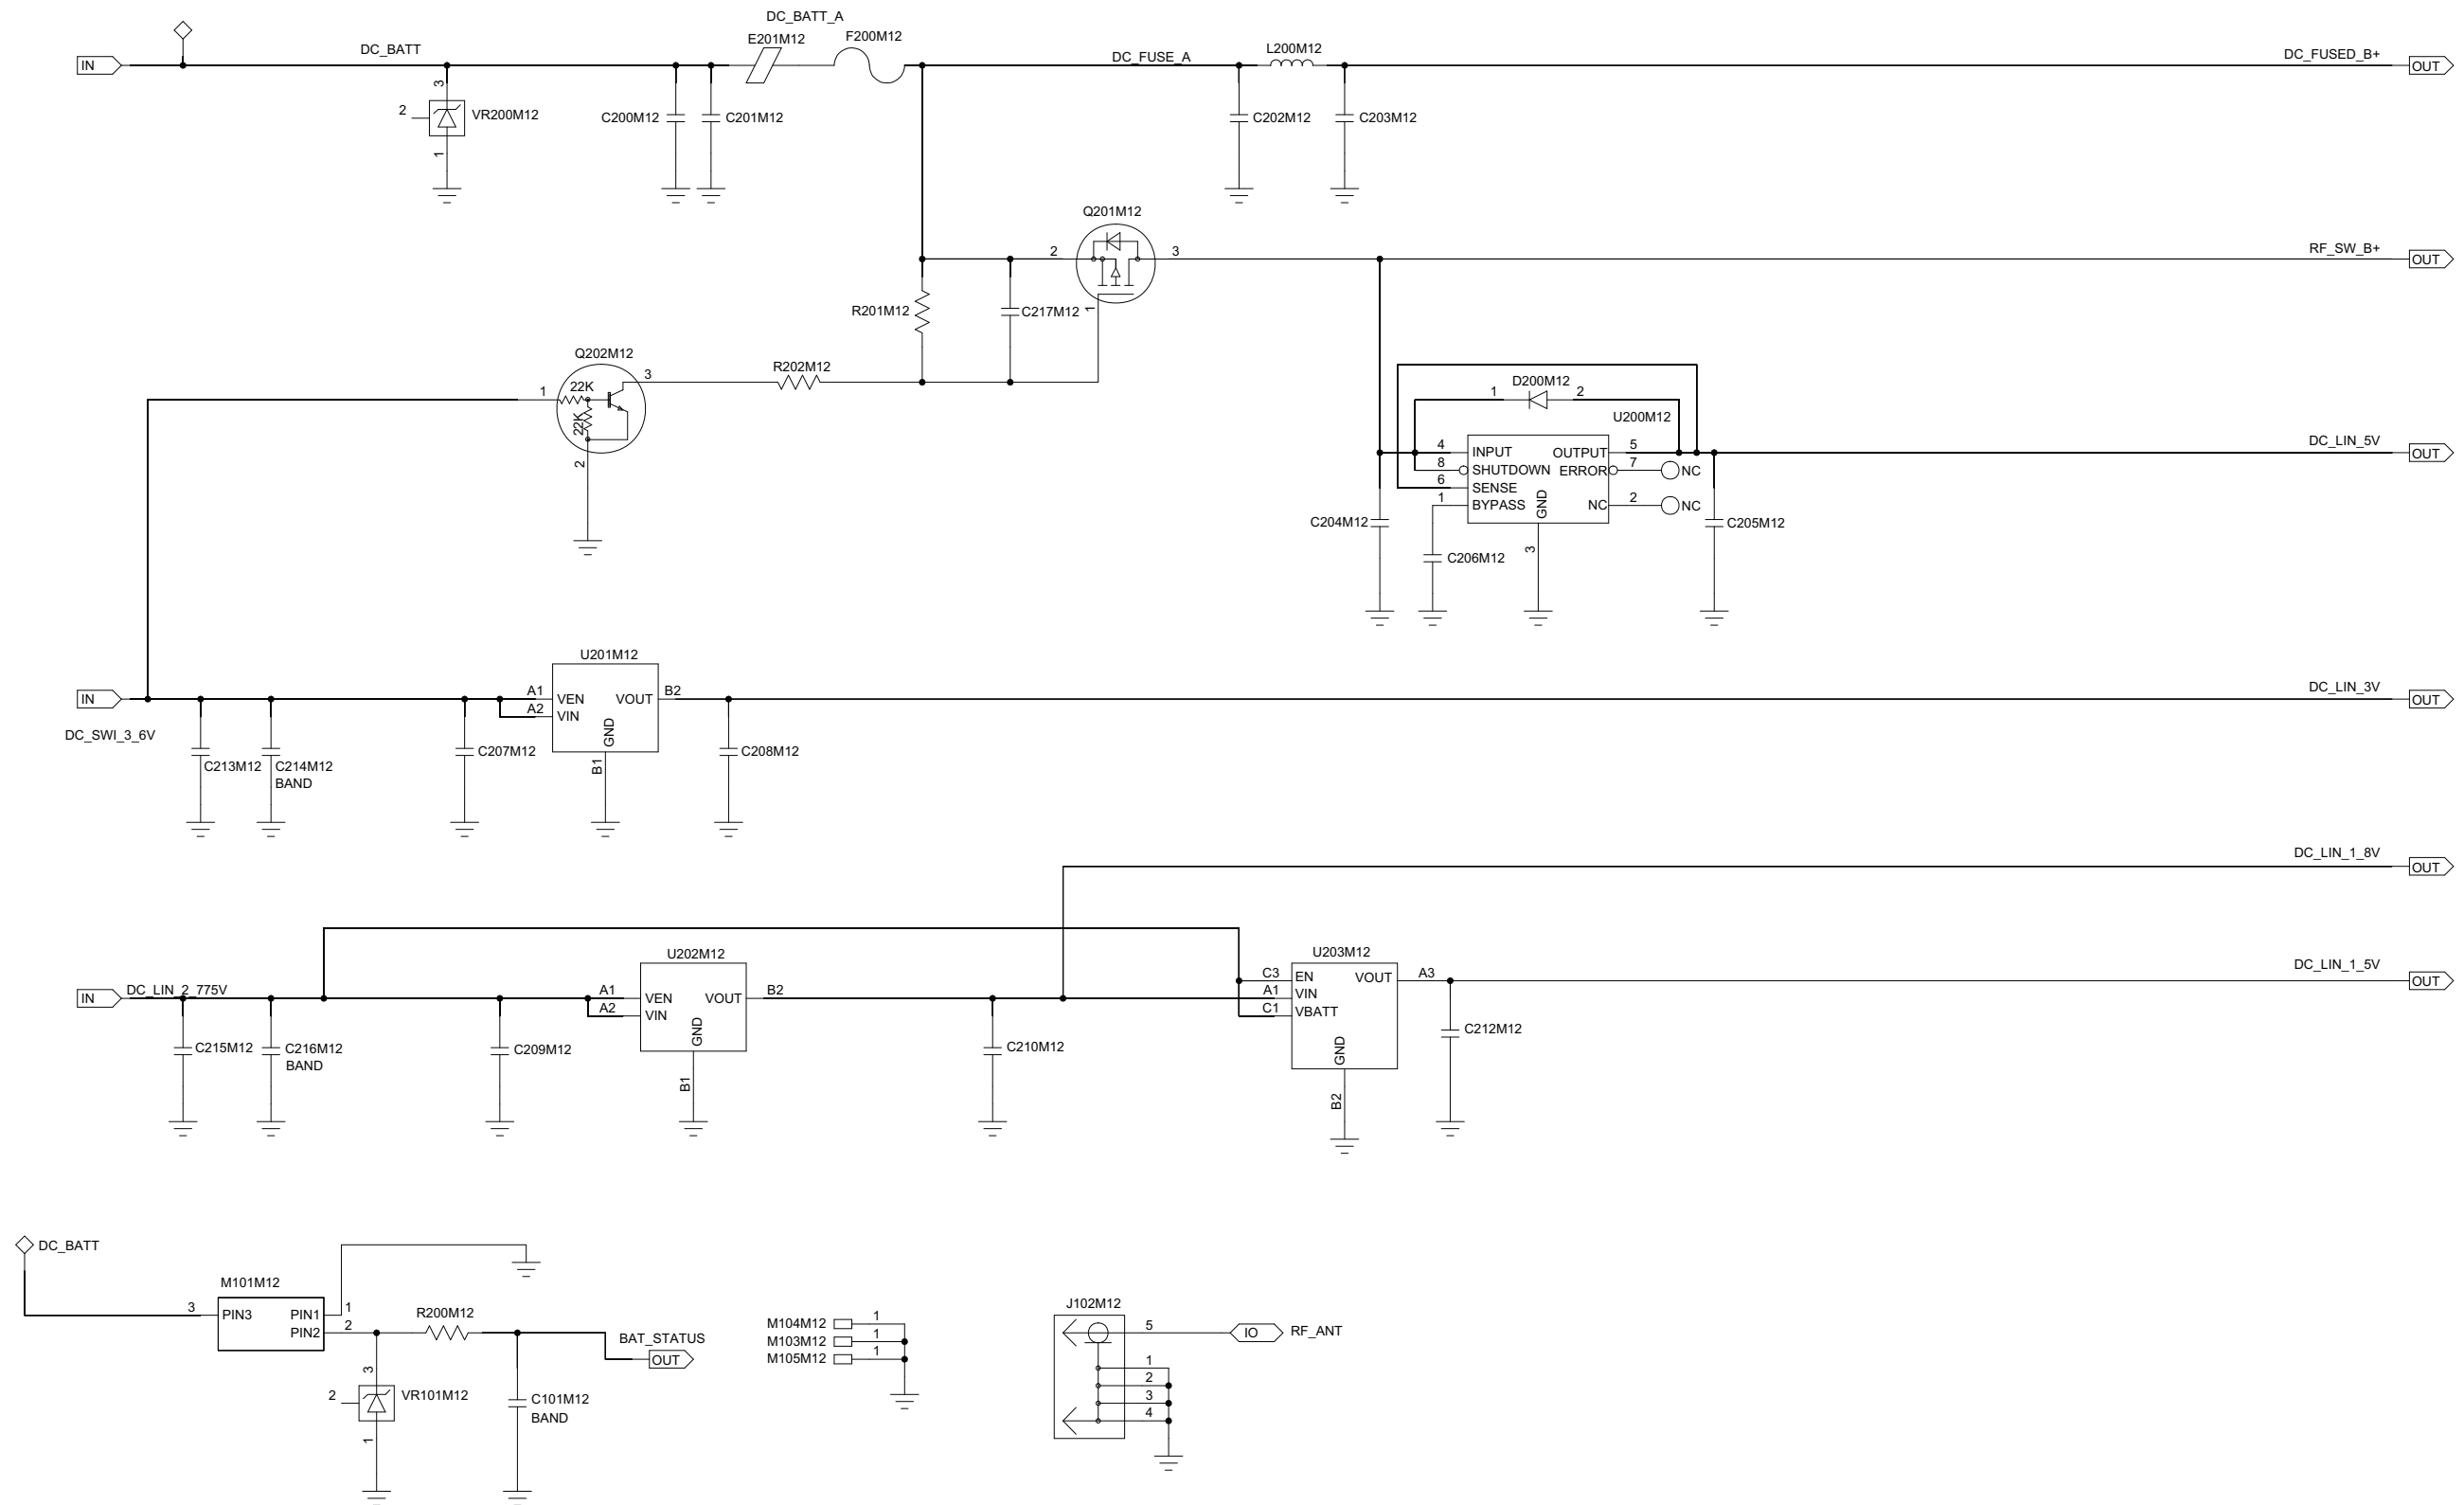 DC_BATT_A
E201M12
F200M12
IN
DC_BATT
DC_FUSE_A
L200M12
DC_FUSED_B+
OUT
3
2
VR200M12
1
C200M12
C201M12
C202M12
C203M12
Q201M12
2
3
1
RF_SW_B+
OUT
R201M12
C217M12
Q202M12
22K
22K
1
3
2
R202M12
D200M12
1
2
U200M12
4
INPUT
OUTPUT
5
DC_LIN_5V
OUT
8
SHUTDOWN
ERROR
7
NC
6
SENSE
1
BYPASS
GND
NC
2
NC
3
C204M12
C205M12
C206M12
U201M12
IN
A1
VEN
VOUT
B2
A2
VIN
GND
B1
DC_LIN_3V
OUT
DC_SWI_3_6V
C213M12
C214M12
BAND
C207M12
C208M12
DC_LIN_1_8V
OUT
U202M12
U203M12
IN
DC_LIN_2_775V
A1
VEN
VOUT
B2
A2
VIN
GND
B1
C3
EN
VOUT
A3
A1
VIN
C1
VBATT
GND
B2
DC_LIN_1_5V
OUT
C215M12
C216M12
BAND
C209M12
C210M12
C212M12
DC_BATT
M101M12
3
PIN3
PIN1
1
PIN2
2
R200M12
BAT_STATUS
OUT
3
2
VR101M12
1
C101M12
BAND
M104M12
1
M103M12
1
M105M12
1
J102M12
5
IO
RF_ANT
1
2
3
4